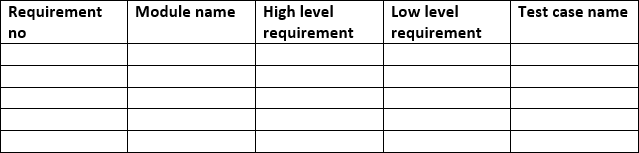 Requirement no
Module name
High level requirement
Low level requirement
Test case name